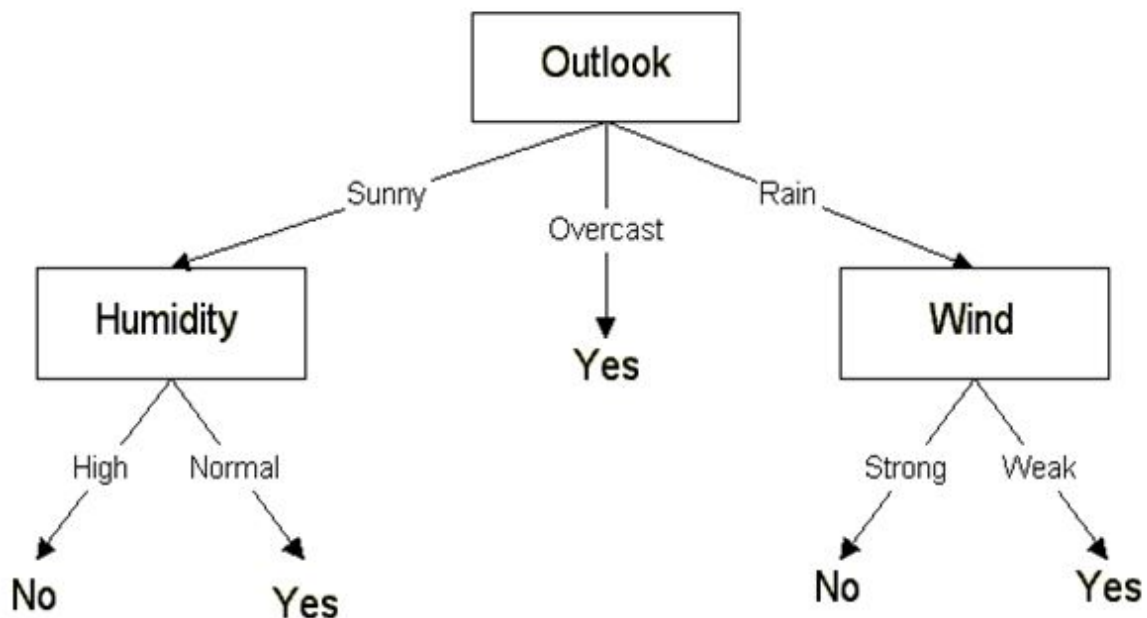 Outlook
Sunny
Overcast
Rain
Humidity
Yes
Wind
High
Normal
Strong
Weak
No
Yes
No
Yes